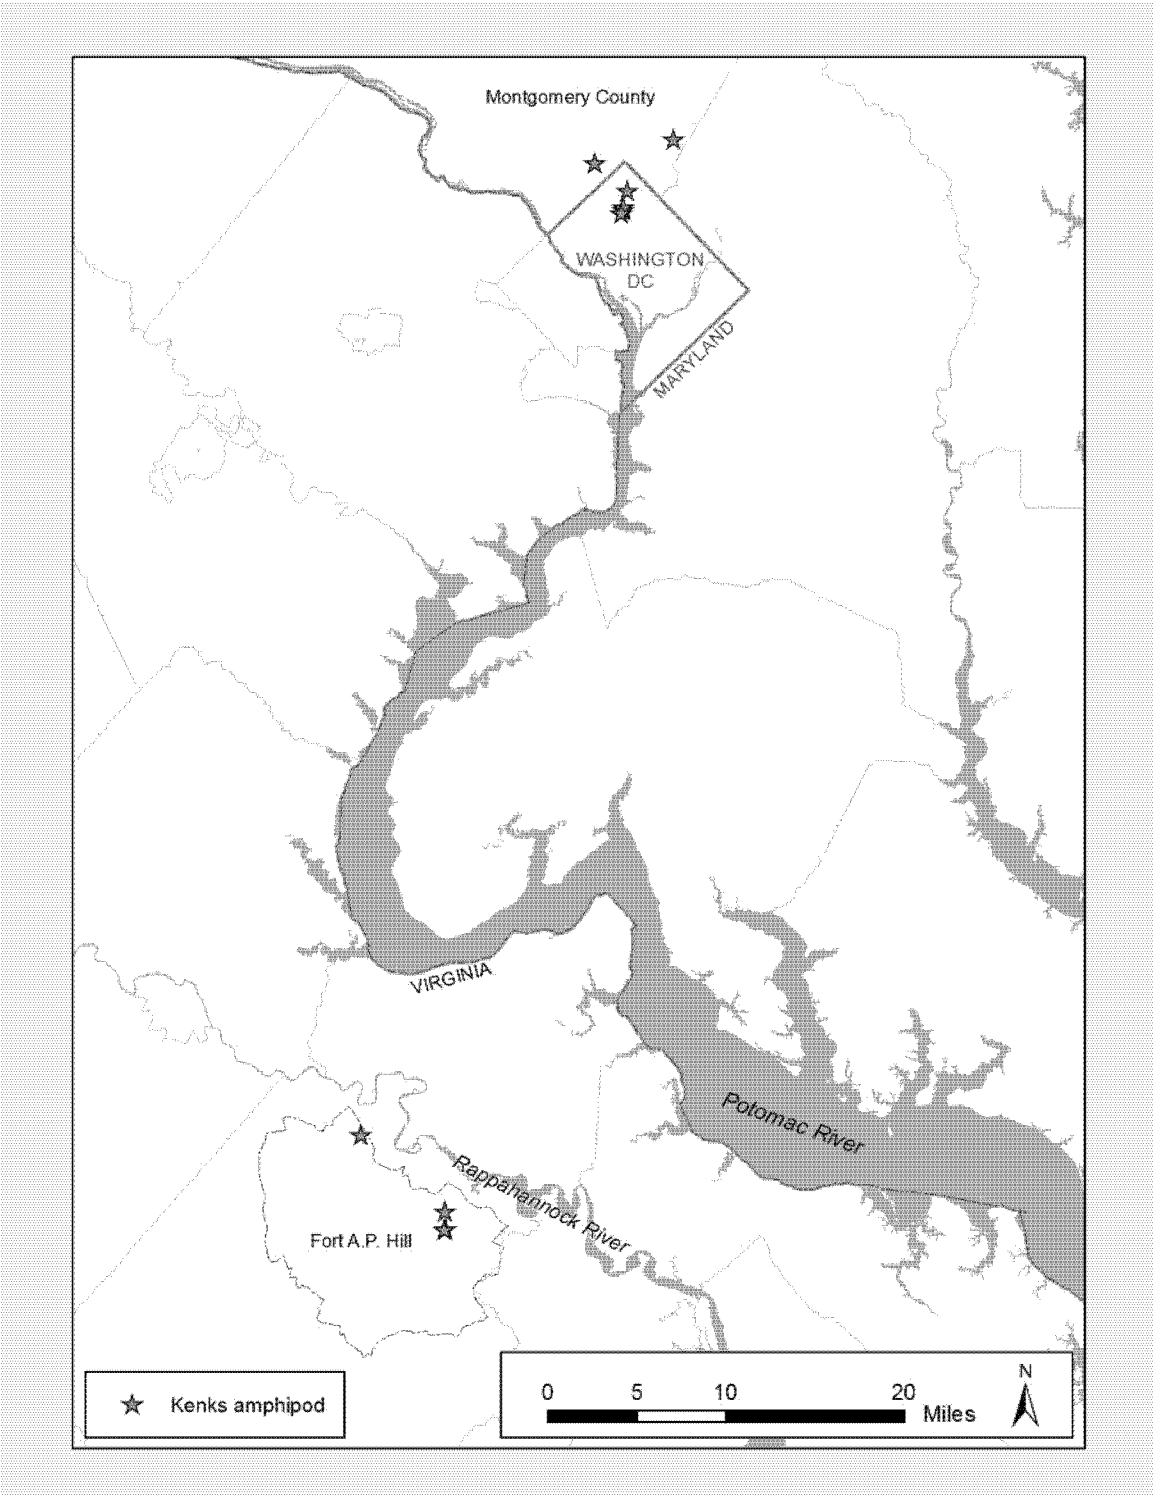 Montgomery County
WASHINGTON
DC
MARYLAND
VIRGINIA
Potomac River
Rappahannock River
Fort A.P. Hill
Kenks amphipod
0 5 10 20
Miles
N